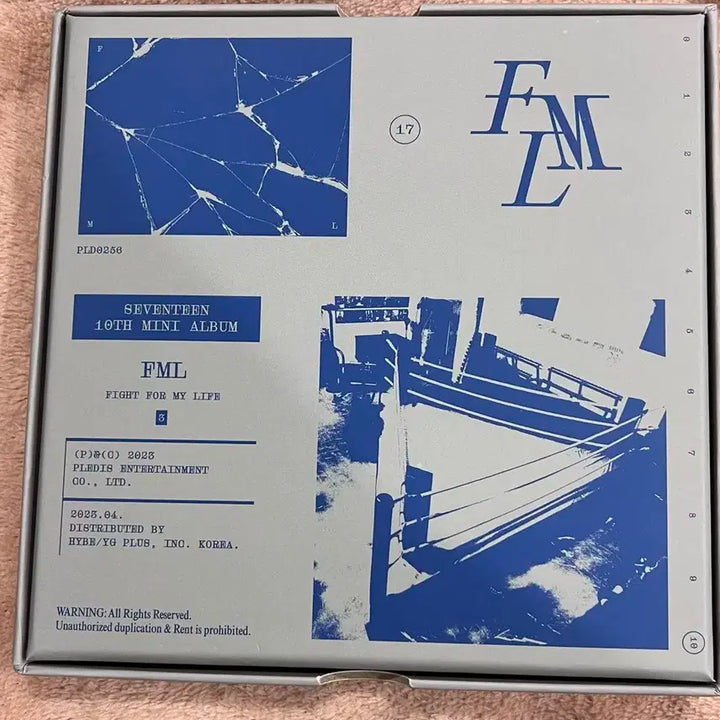 F
M
L
PLD0256
17
FML
SEVENTEEN
10TH MINI ALBUM
FML
FIGHT FOR MY LIFE
3
(P)&(C) 2023
PLEDIS ENTERTAINMENT
CO., LTD.
2023.04.
DISTRIBUTED BY
HYBE/YG PLUS, INC. KOREA.
WARNING: All Rights Reserved.
Unauthorized duplication & Rent is prohibited.
0
1
2
3
4
5
6
7
8
9
10